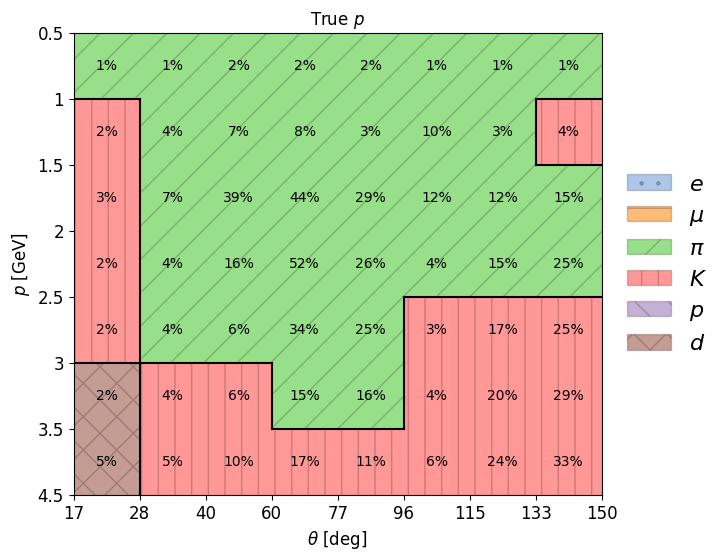 True p
0.5
1% 1% 2% 2% 2% 1% 1% 1%
1
2% 4% 7% 8% 3% 10% 3% 4%
1.5
3% 7% 39% 44% 29% 12% 12% 15%
2
2% 4% 16% 52% 26% 4% 15% 25%
2.5
2% 4% 6% 34% 25% 3% 17% 25%
3
2% 4% 6% 15% 16% 4% 20% 29%
3.5
5% 5% 10% 17% 11% 6% 24% 33%
4.5
p [GeV]
17 28 40 60 77 96 115 133 150
θ [deg]
e
μ
π
K
p
d